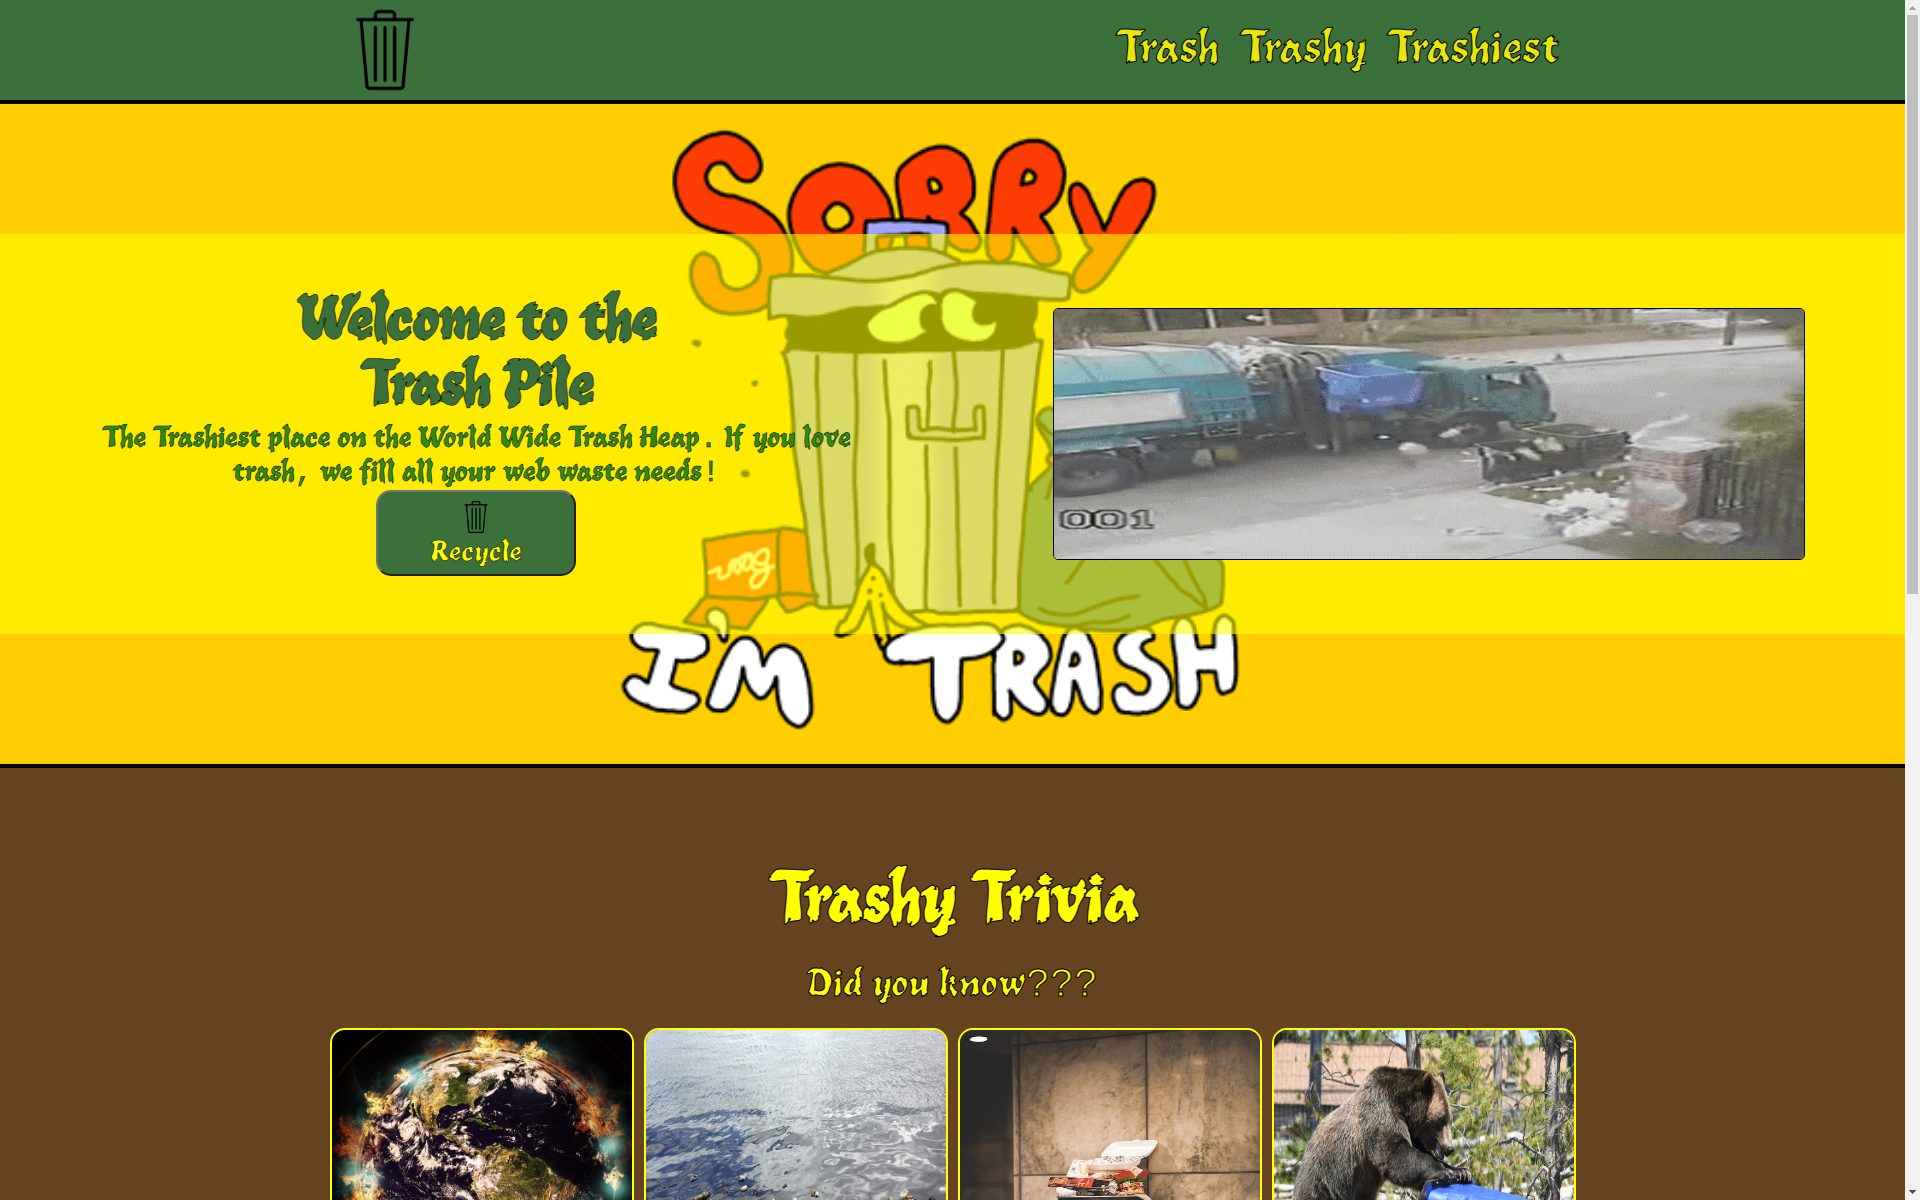 Trash Trashy Trashiest
SORRY
Welcome to the
Trash Pile
The Trashiest place on the World Wide Trash Heap. If you love
trash, we fill all your web waste needs!
Recycle
001
I'M TRASH
Trashy Trivia
Did you know???